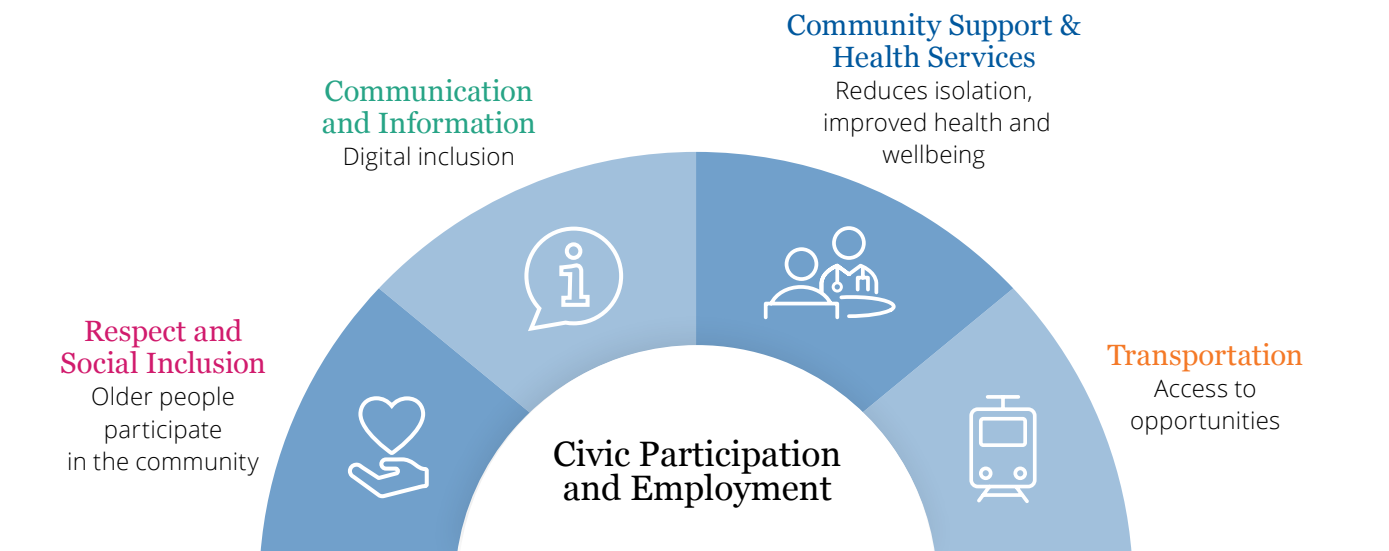 Community Support &
Health Services
Reduces isolation,
improved health and
wellbeing
Communication
and Information
Digital inclusion
Respect and
Social Inclusion
Older people
participate
in the community
Transportation
Access to
opportunities
Civic Participation
and Employment